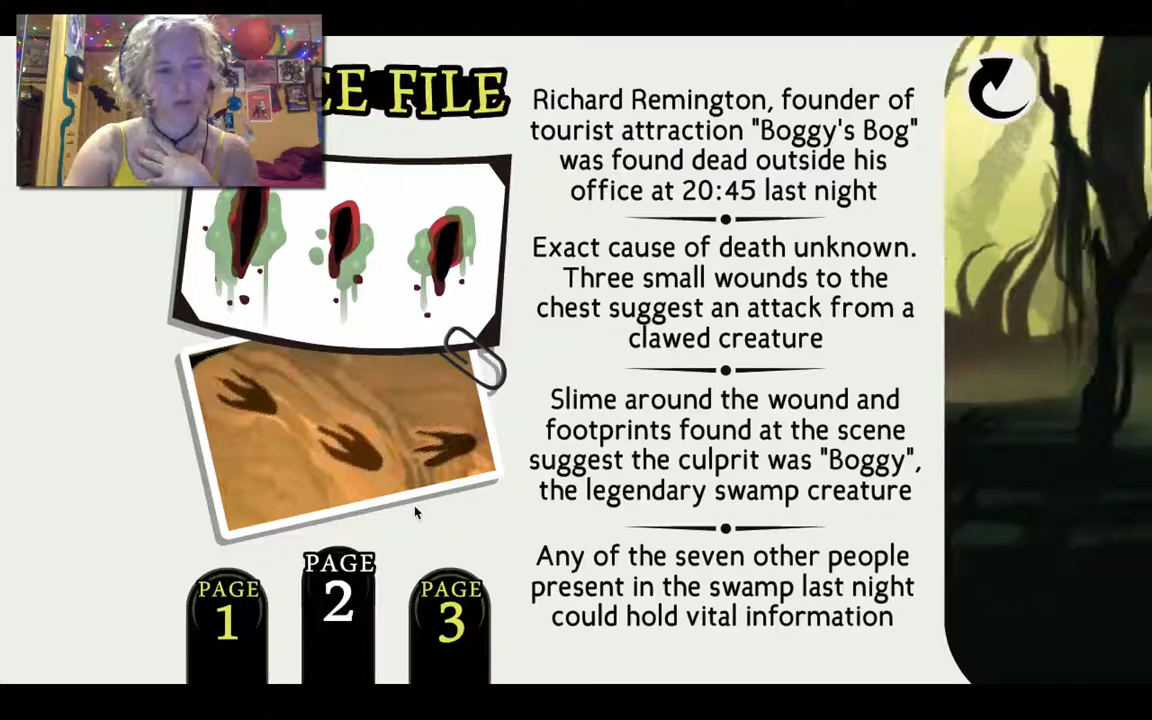 CE FILE
Richard Remington, founder of
tourist attraction "Boggy's Bog"
was found dead outside his
office at 20:45 last night
Exact cause of death unknown.
Three small wounds to the
chest suggest an attack from a
clawed creature
Slime around the wound and
footprints found at the scene
suggest the culprit was "Boggy",
the legendary swamp creature
Any of the seven other people
present in the swamp last night
could hold vital information
PAGE
1
PAGE
2
PAGE
3